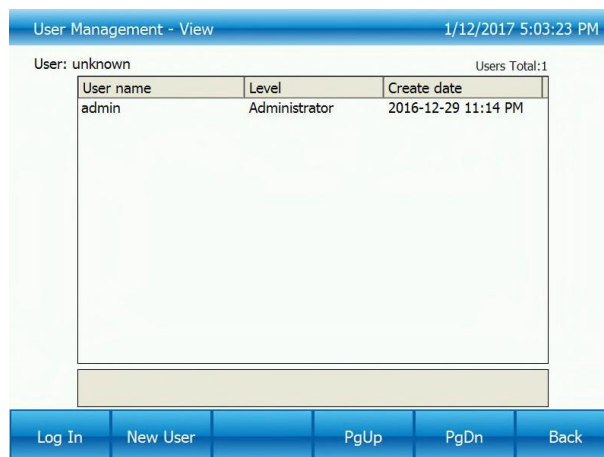 User Management - View 1/12/2017 5:03:23 PM
User: unknown Users Total:1
User name Level Create date
admin Administrator 2016-12-29 11:14 PM
Log In New User PgUp PgDn Back